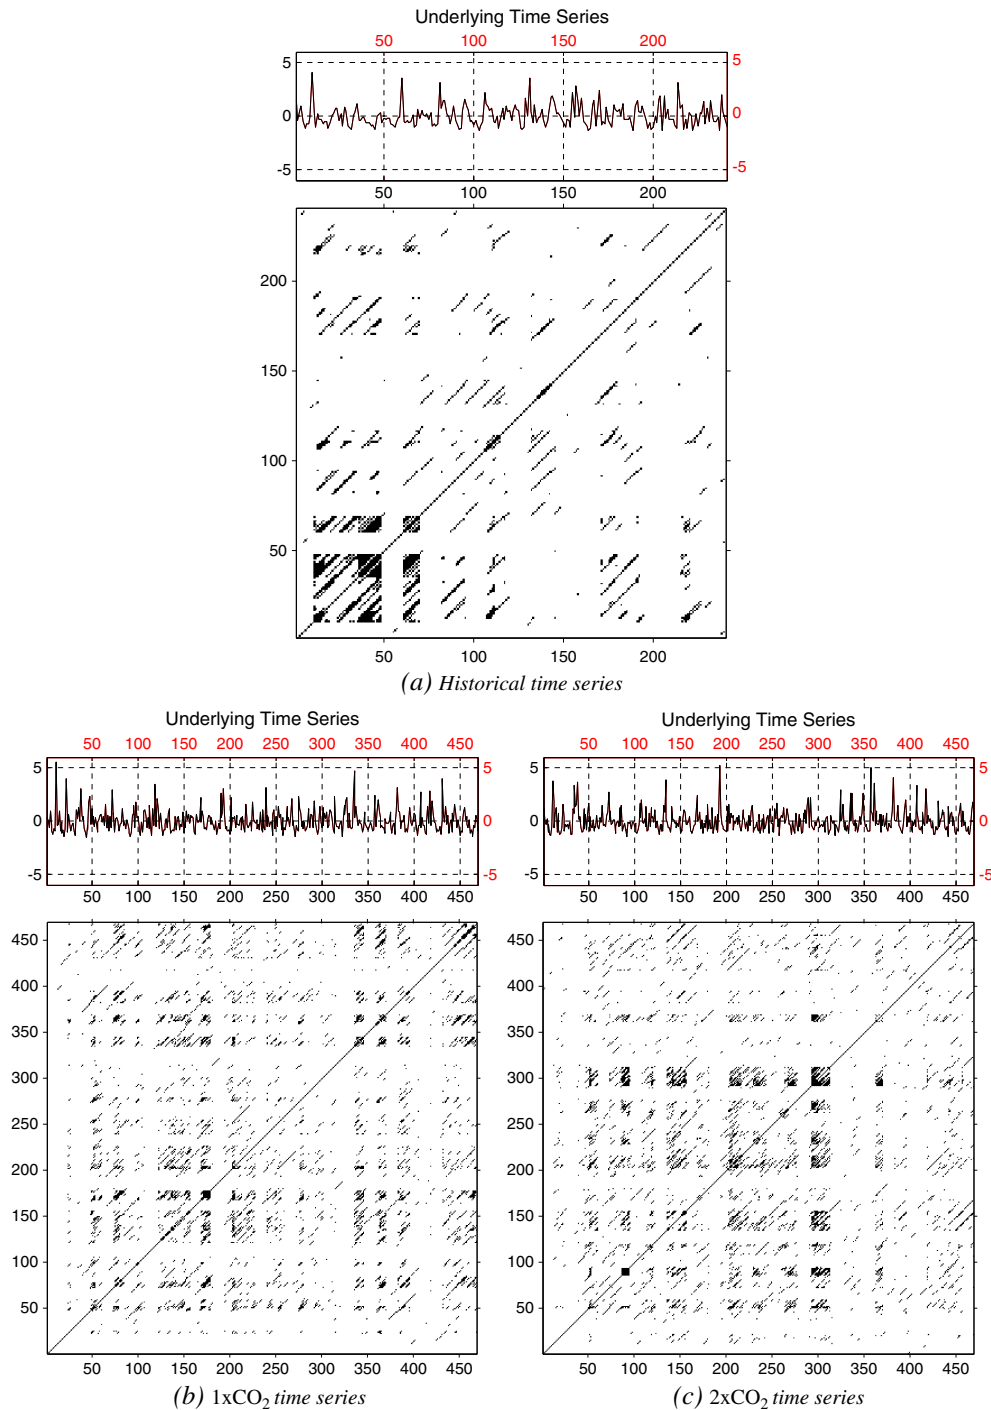 Underlying Time Series
50 100 150 200
5 5
0 0
-5 -5
50 100 150 200
200
150
100
50
50 100 150 200
(a) Historical time series
Underlying Time Series Underlying Time Series
50 100 150 200 250 300 350 400 450 50 100 150 200 250 300 350 400 450
5 5 5 5
0 0 0 0
-5 -5 -5 -5
50 100 150 200 250 300 350 400 450 50 100 150 200 250 300 350 400 450
450 450
400 400
350 350
300 300
250 250
200 200
150 150
100 100
50 50
50 100 150 200 250 300 350 400 450 50 100 150 200 250 300 350 400 450
(b) 1xCO₂ time series (c) 2xCO₂ time series